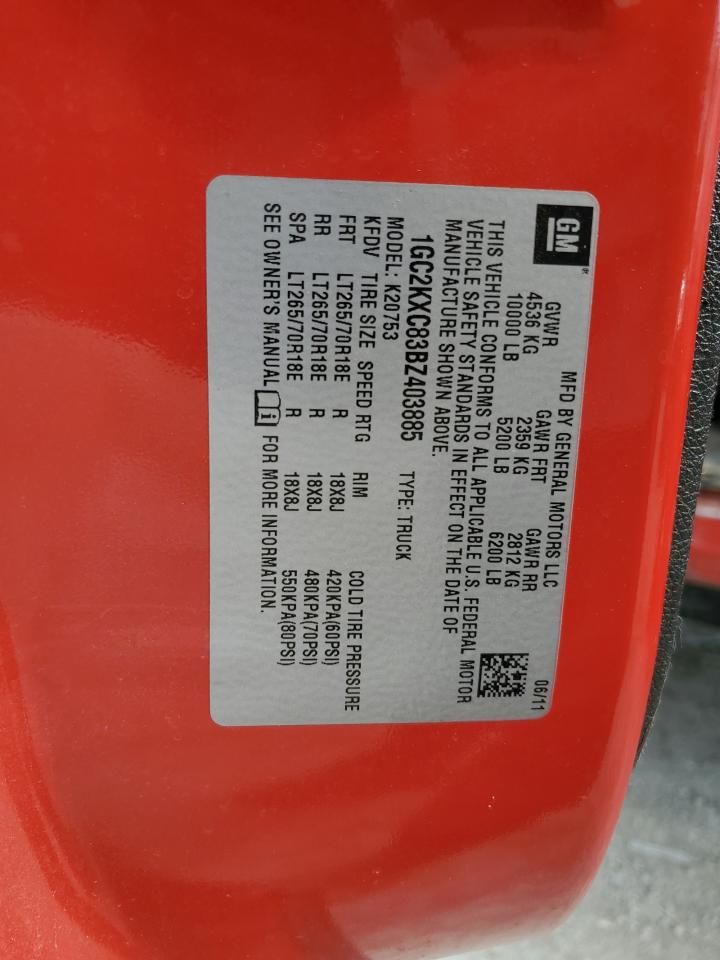 GM
MFD BY GENERAL MOTORS LLC 06/11
GVWR GAWR FRT GAWR RR
4536 KG 2359 KG 2812 KG
10000 LB 5200 LB 6200 LB
THIS VEHICLE CONFORMS TO ALL APPLICABLE U.S. FEDERAL MOTOR
VEHICLE SAFETY STANDARDS IN EFFECT ON THE DATE OF
MANUFACTURE SHOWN ABOVE.
1GC2KXC83BZ403885 TYPE: TRUCK
MODEL: K20753
KFDV TIRE SIZE SPEED RTG RIM COLD TIRE PRESSURE
FRT LT265/70R18E R 18X8J 420KPA(60PSI)
RR LT265/70R18E R 18X8J 480KPA(70PSI)
SPA LT265/70R18E R 18X8J 550KPA(80PSI)
SEE OWNER'S MANUAL i FOR MORE INFORMATION.